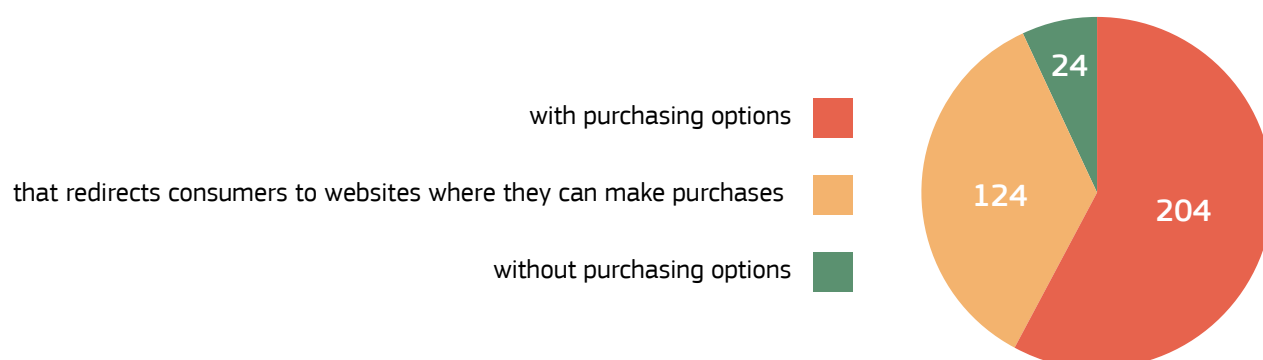 with purchasing options
that redirects consumers to websites where they can make purchases
without purchasing options
24
124
204